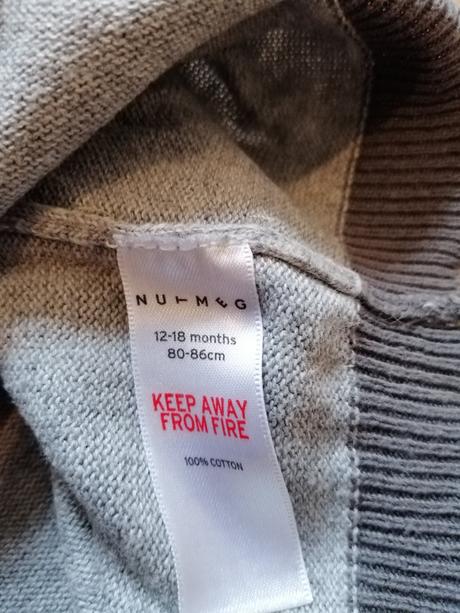 NUTMEG
12-18 months
80-86cm
KEEP AWAY
FROM FIRE
100% COTTON